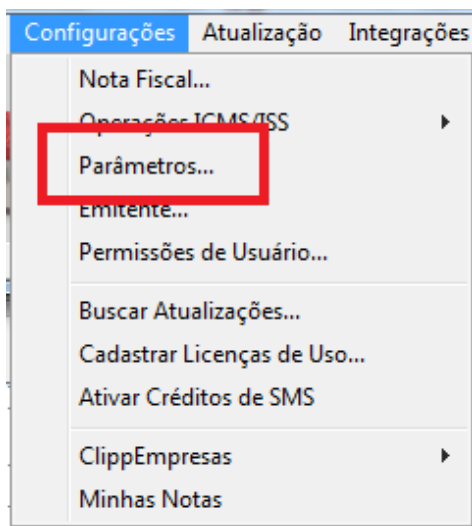 Configurações Atualização Integrações
Nota Fiscal...
Operações ICMS/ISS
Parâmetros...
Emitente...
Permissões de Usuário...
Buscar Atualizações...
Cadastrar Licenças de Uso...
Ativar Créditos de SMS
ClippEmpresas
Minhas Notas